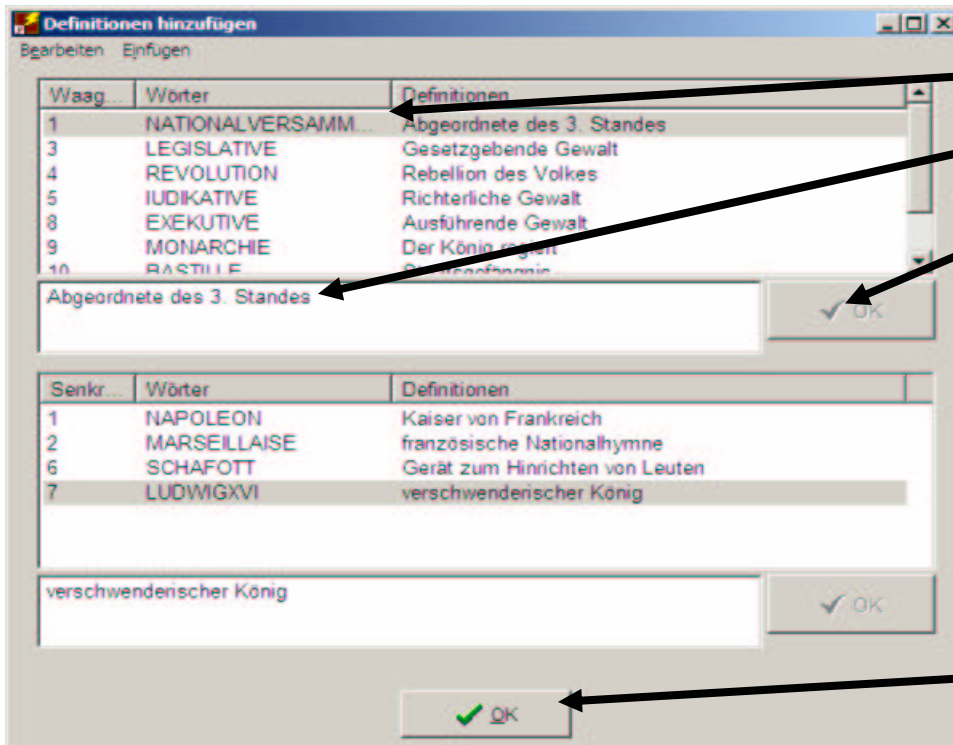 Definitionen hinzufügen
Bearbeiten Einfügen
Waag... Wörter Definitionen
1 NATIONALVERSAMM... Abgeordnete des 3. Standes
3 LEGISLATIVE Gesetzgebende Gewalt
4 REVOLUTION Rebellion des Volkes
5 IUDIKATIVE Richterliche Gewalt
8 EXEKUTIVE Ausführende Gewalt
9 MONARCHIE Der König regiert
10 BASTILLE Staatsgefängnis
Abgeordnete des 3. Standes
OK
Senkr... Wörter Definitionen
1 NAPOLEON Kaiser von Frankreich
2 MARSEILLAISE französische Nationalhymne
6 SCHAFOTT Gerät zum Hinrichten von Leuten
7 LUDWIGXVI verschwenderischer König
verschwenderischer König
OK
OK